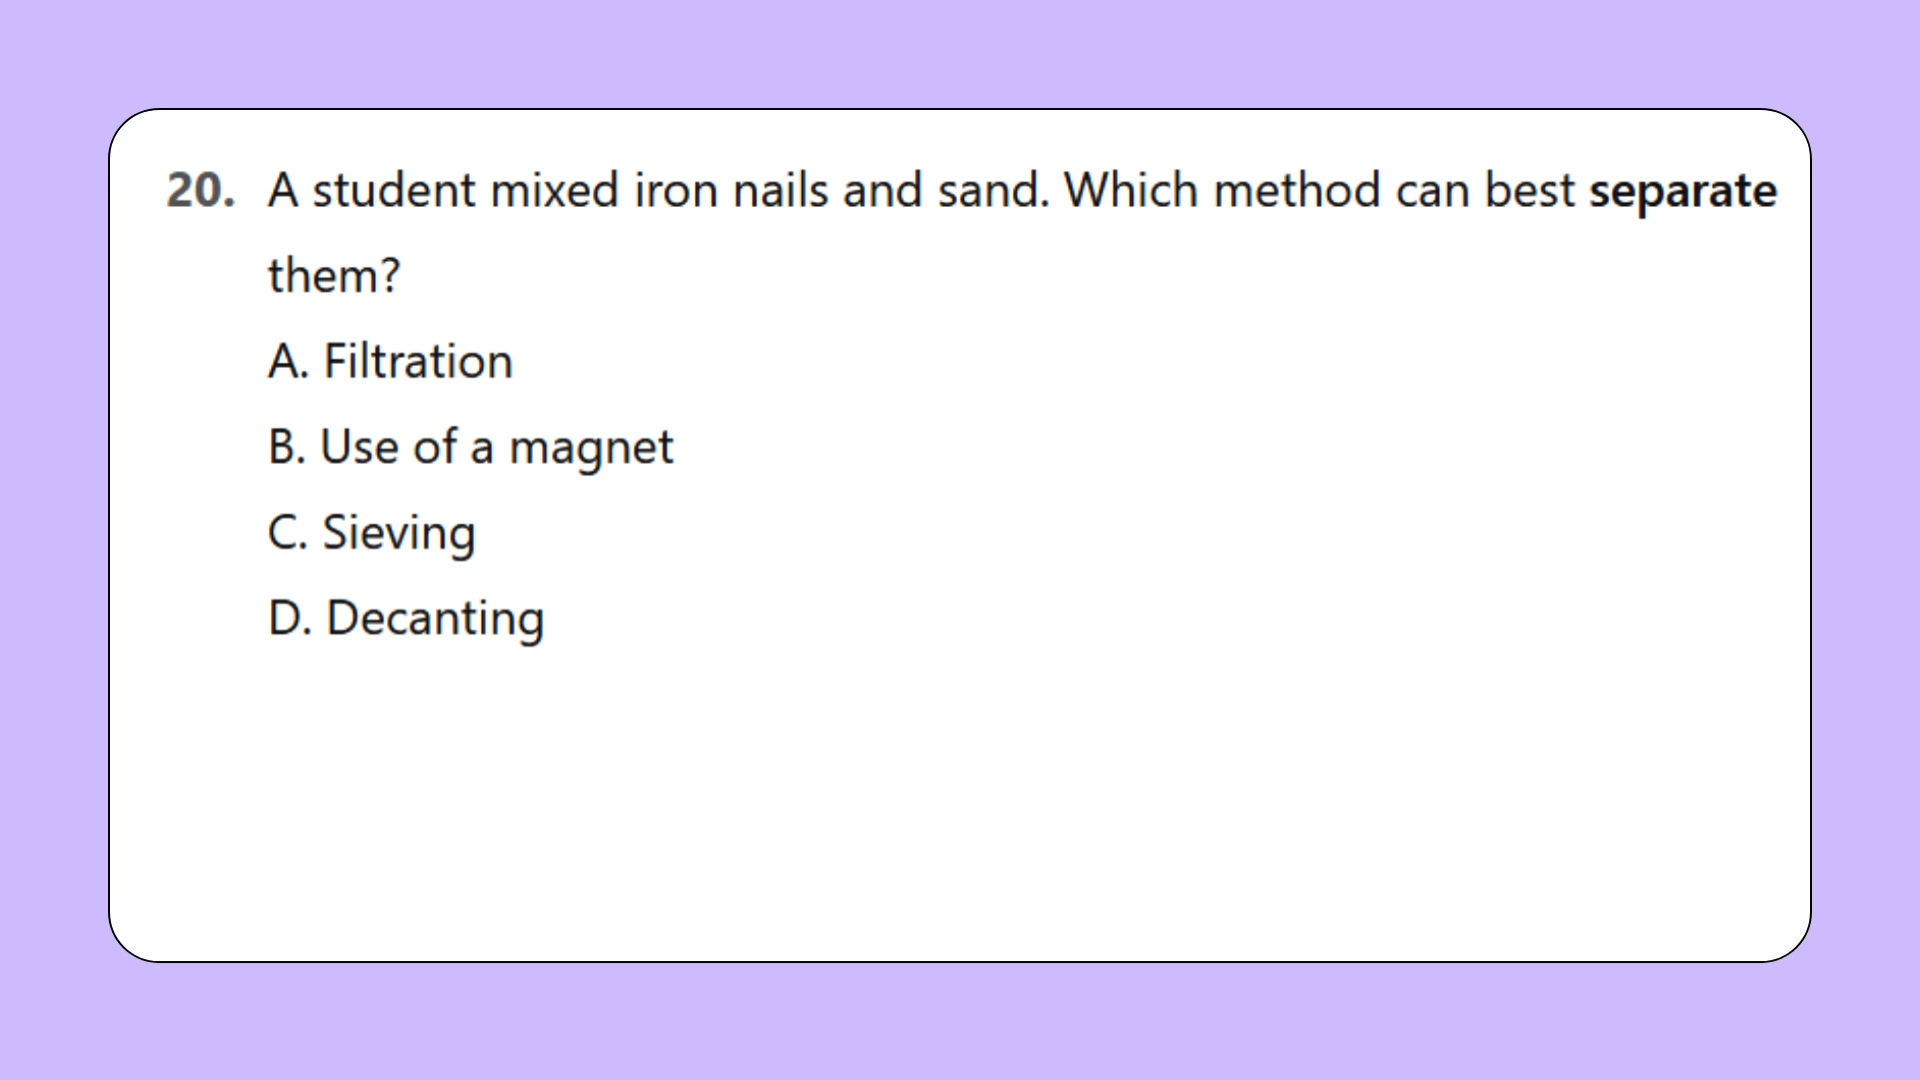 20. A student mixed iron nails and sand. Which method can best separate
them?
A. Filtration
B. Use of a magnet
C. Sieving
D. Decanting